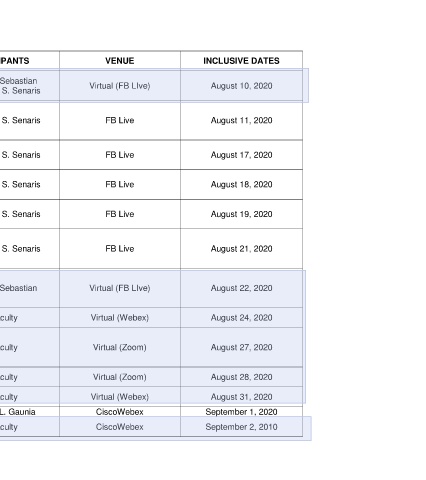 IPANTS VENUE INCLUSIVE DATES
Sebastian
S. Senaris Virtual (FB LIve) August 10, 2020
S. Senaris FB Live August 11, 2020
S. Senaris FB Live August 17, 2020
S. Senaris FB Live August 18, 2020
S. Senaris FB Live August 19, 2020
S. Senaris FB Live August 21, 2020
Sebastian Virtual (FB LIve) August 22, 2020
culty Virtual (Webex) August 24, 2020
culty Virtual (Zoom) August 27, 2020
culty Virtual (Zoom) August 28, 2020
culty Virtual (Webex) August 31, 2020
L. Gaunia CiscoWebex September 1, 2020
culty CiscoWebex September 2, 2010